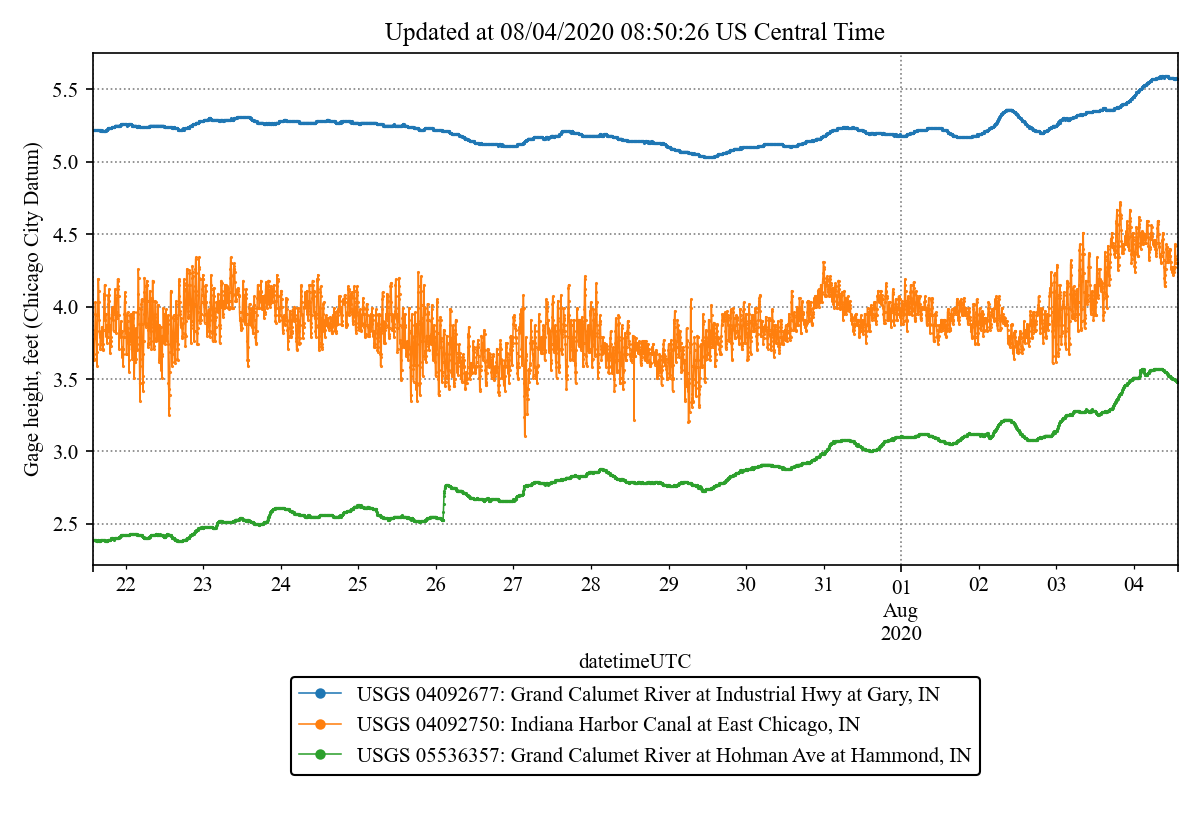 Updated at 08/04/2020 08:50:26 US Central Time
Gage height, feet (Chicago City Datum)
5.5
5.0
4.5
4.0
3.5
3.0
2.5
22 23 24 25 26 27 28 29 30 31 01 02 03 04
Aug
2020
datetimeUTC
USGS 04092677: Grand Calumet River at Industrial Hwy at Gary, IN
USGS 04092750: Indiana Harbor Canal at East Chicago, IN
USGS 05536357: Grand Calumet River at Hohman Ave at Hammond, IN